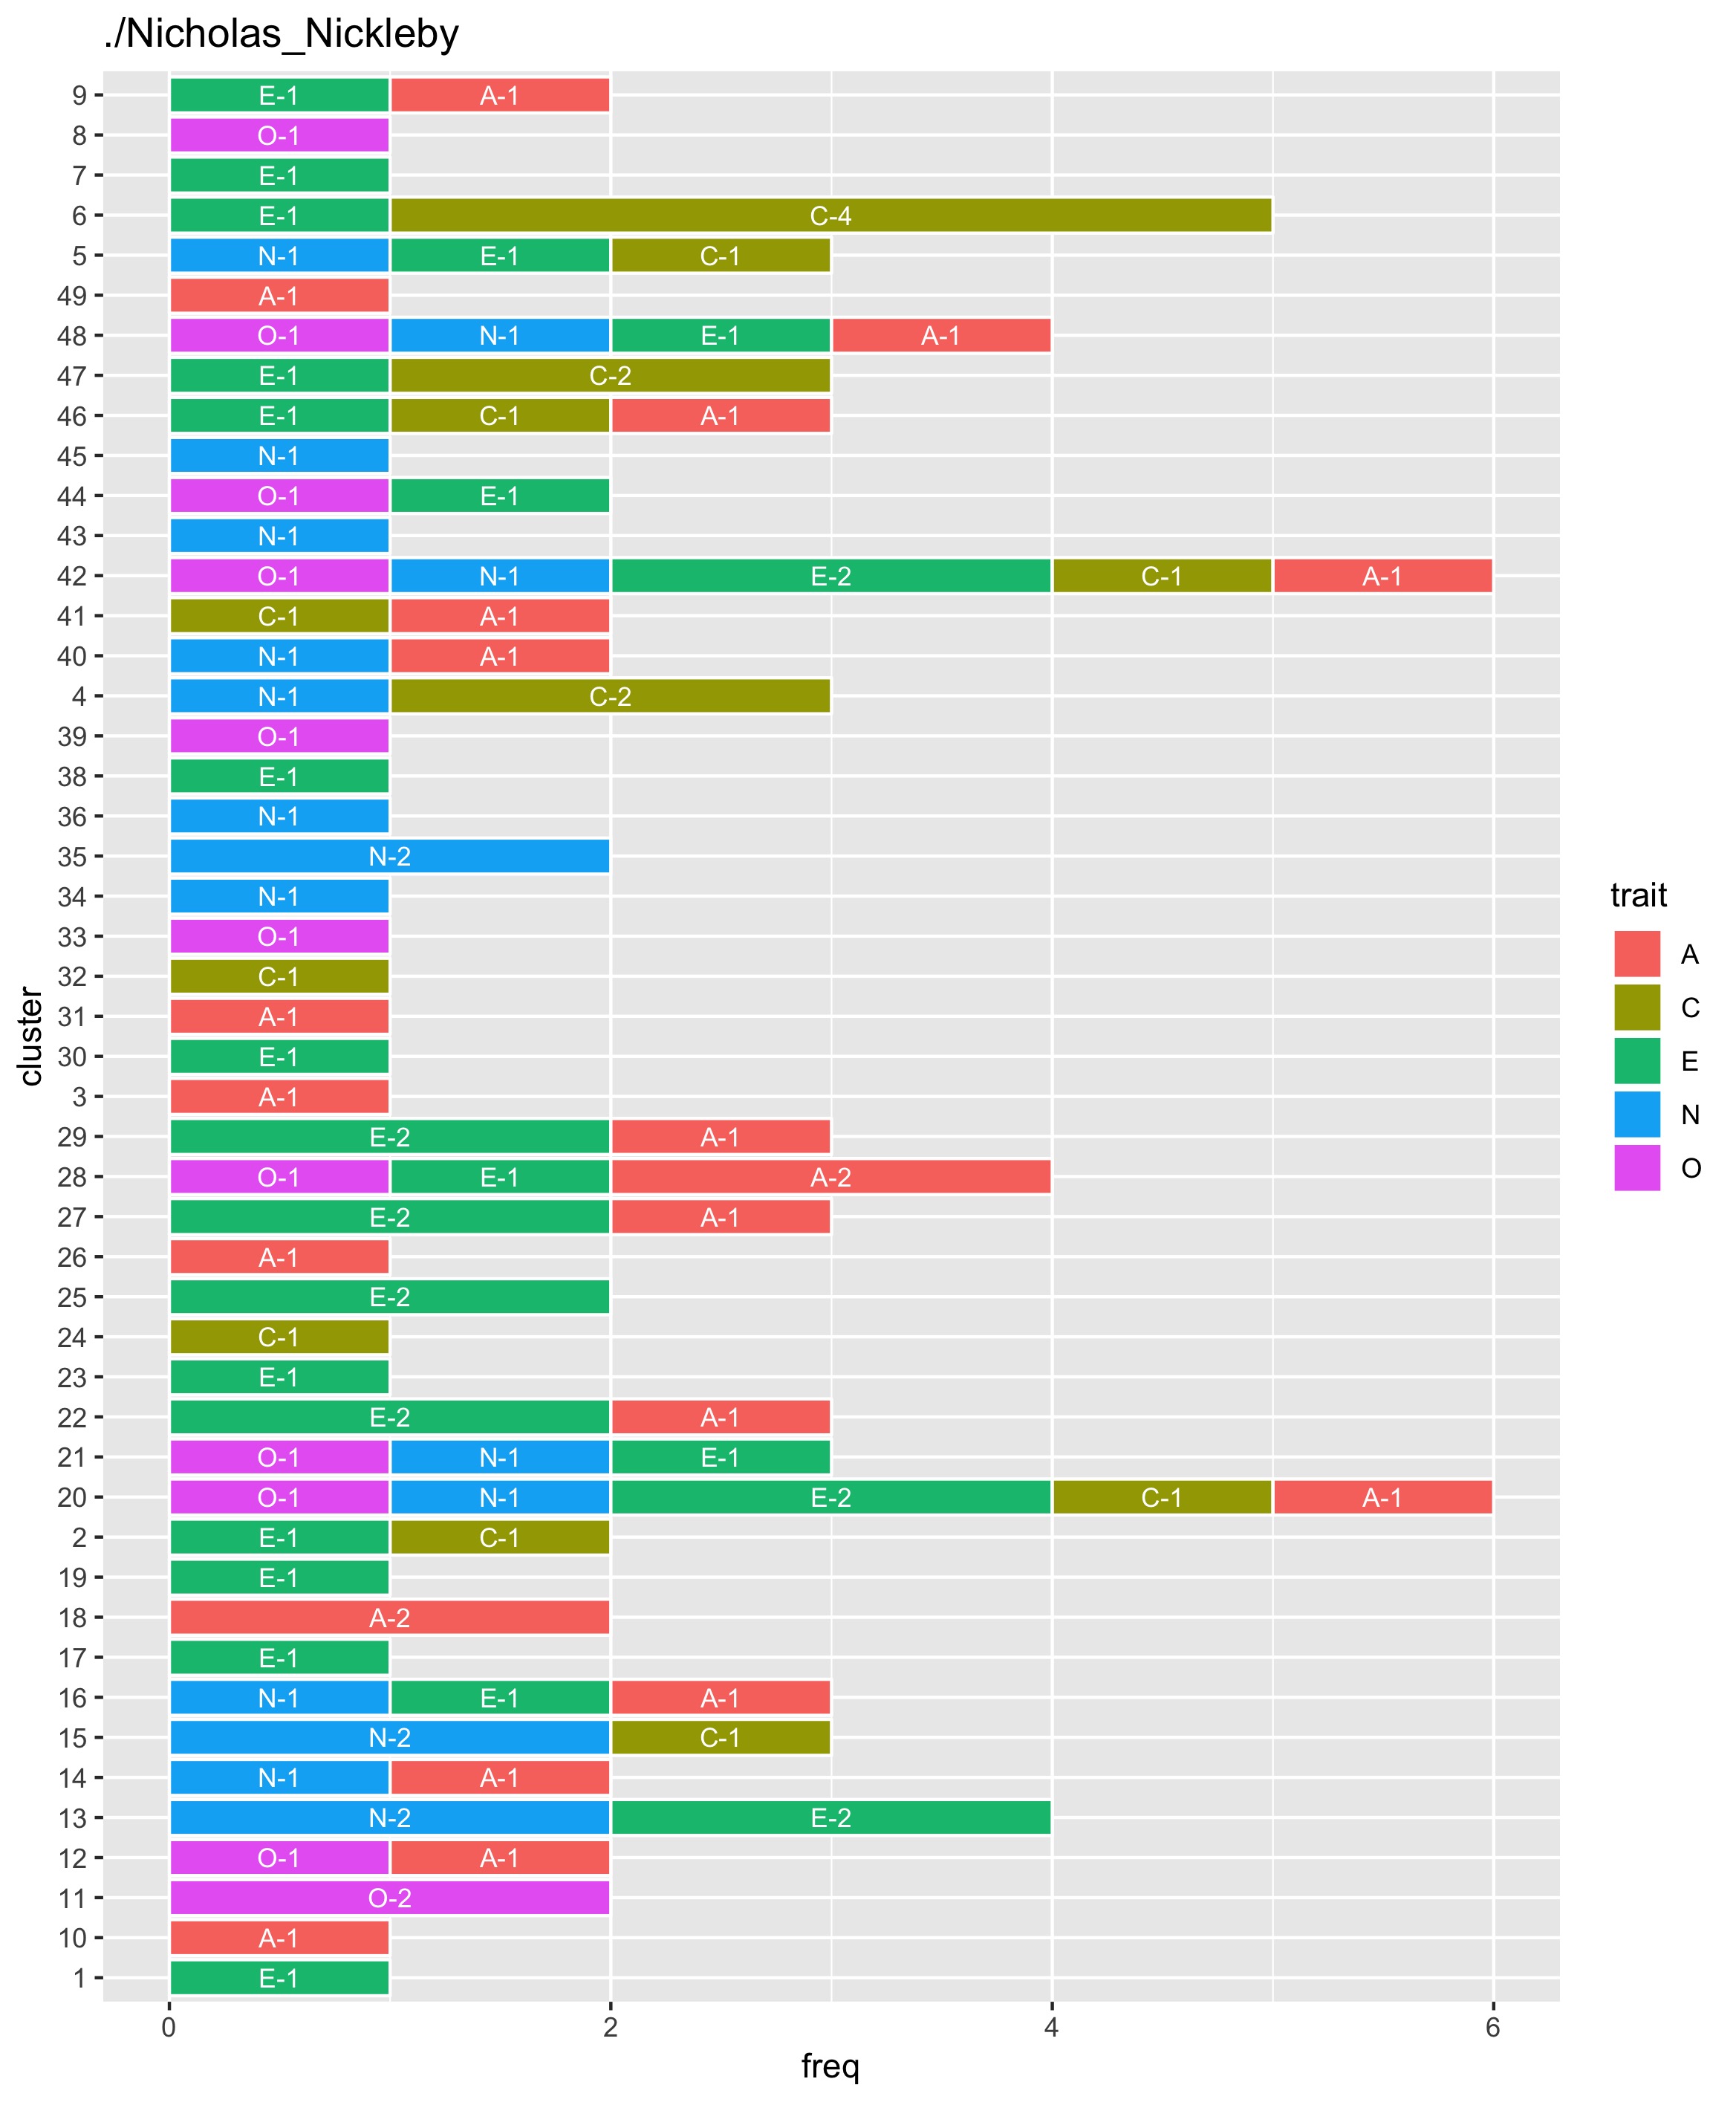 ./Nicholas_Nickleby
9 E-1 A-1
8 O-1
7 E-1
6 E-1 C-4
5 N-1 E-1 C-1
49 A-1
48 O-1 N-1 E-1 A-1
47 E-1 C-2
46 E-1 C-1 A-1
45 N-1
44 O-1 E-1
43 N-1
42 O-1 N-1 E-2 C-1 A-1
41 C-1 A-1
40 N-1 A-1
4 N-1 C-2
39 O-1
38 E-1
36 N-1
35 N-2
34 N-1
33 O-1
32 C-1
31 A-1
30 E-1
3 A-1
29 E-2 A-1
28 O-1 E-1 A-2
27 E-2 A-1
26 A-1
25 E-2
24 C-1
23 E-1
22 E-2 A-1
21 O-1 N-1 E-1
20 O-1 N-1 E-2 C-1 A-1
2 E-1 C-1
19 E-1
18 A-2
17 E-1
16 N-1 E-1 A-1
15 N-2 C-1
14 N-1 A-1
13 N-2 E-2
12 O-1 A-1
11 O-2
10 A-1
1 E-1
0 2 4 6
freq
cluster
trait
A
C
E
N
O